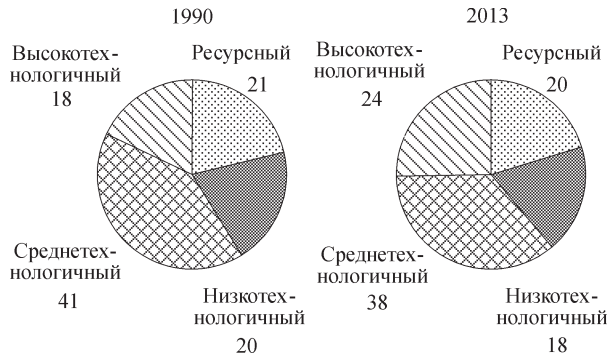 1990
Высокотех-
нологичный
18
Ресурсный
21
Среднетех-
нологичный
41
Низкотех-
нологичный
20
2013
Высокотех-
нологичный
24
Ресурсный
20
Среднетех-
нологичный
38
Низкотех-
нологичный
18